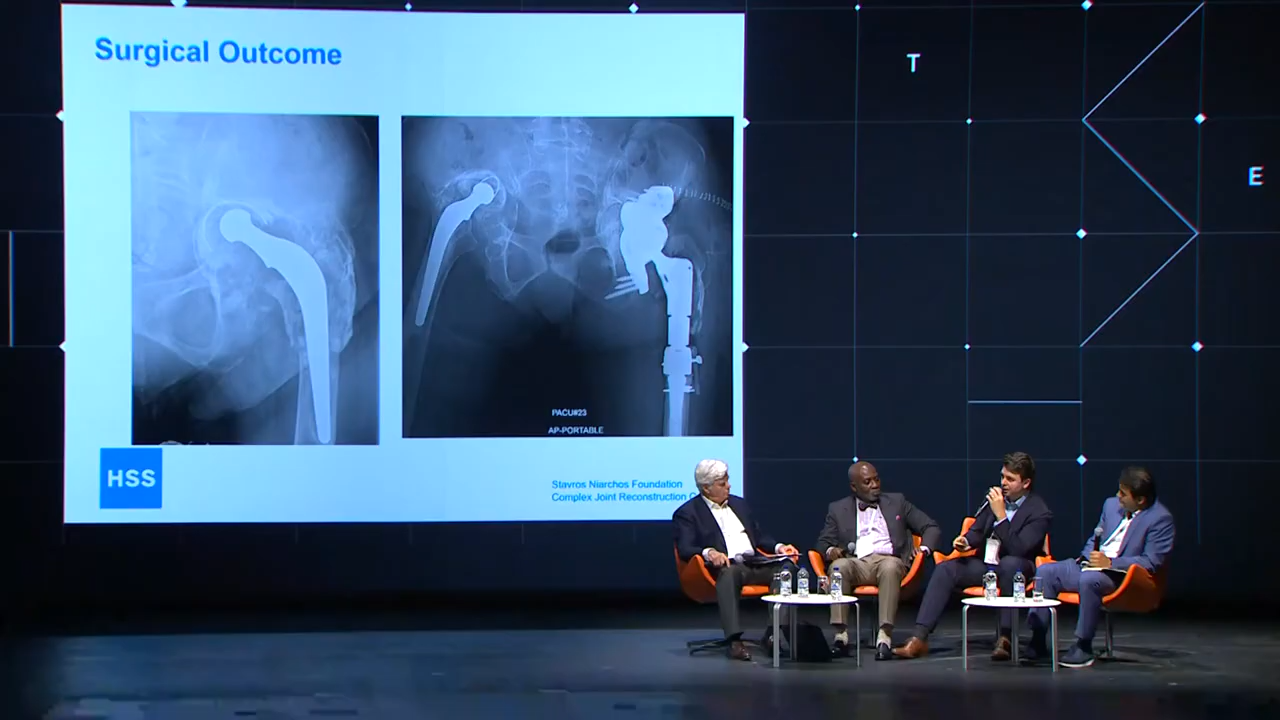 Surgical Outcome
PACU#23
AP-PORTABLE
HSS
Stavros Niarchos Foundation
Complex Joint Reconstruction
T
E